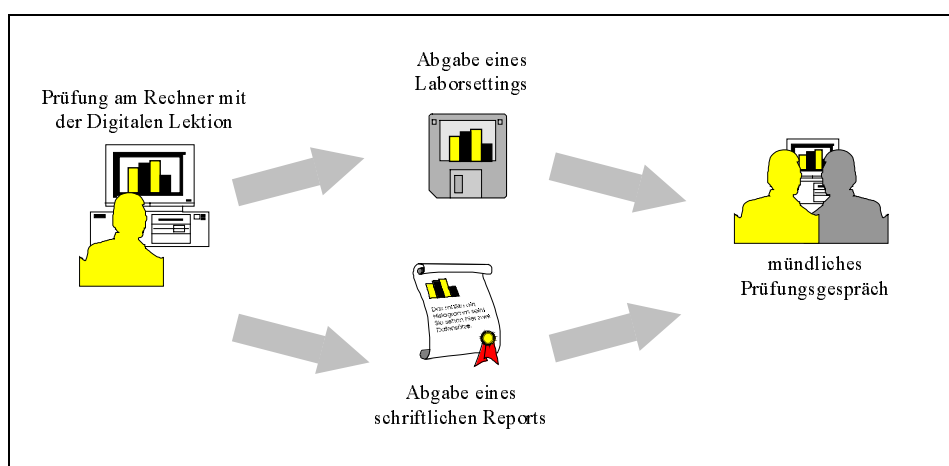 Prüfung am Rechner mit
der Digitalen Lektion
Abgabe eines
Laborsettings
Abgabe eines
schriftlichen Reports
mündliches
Prüfungsgespräch